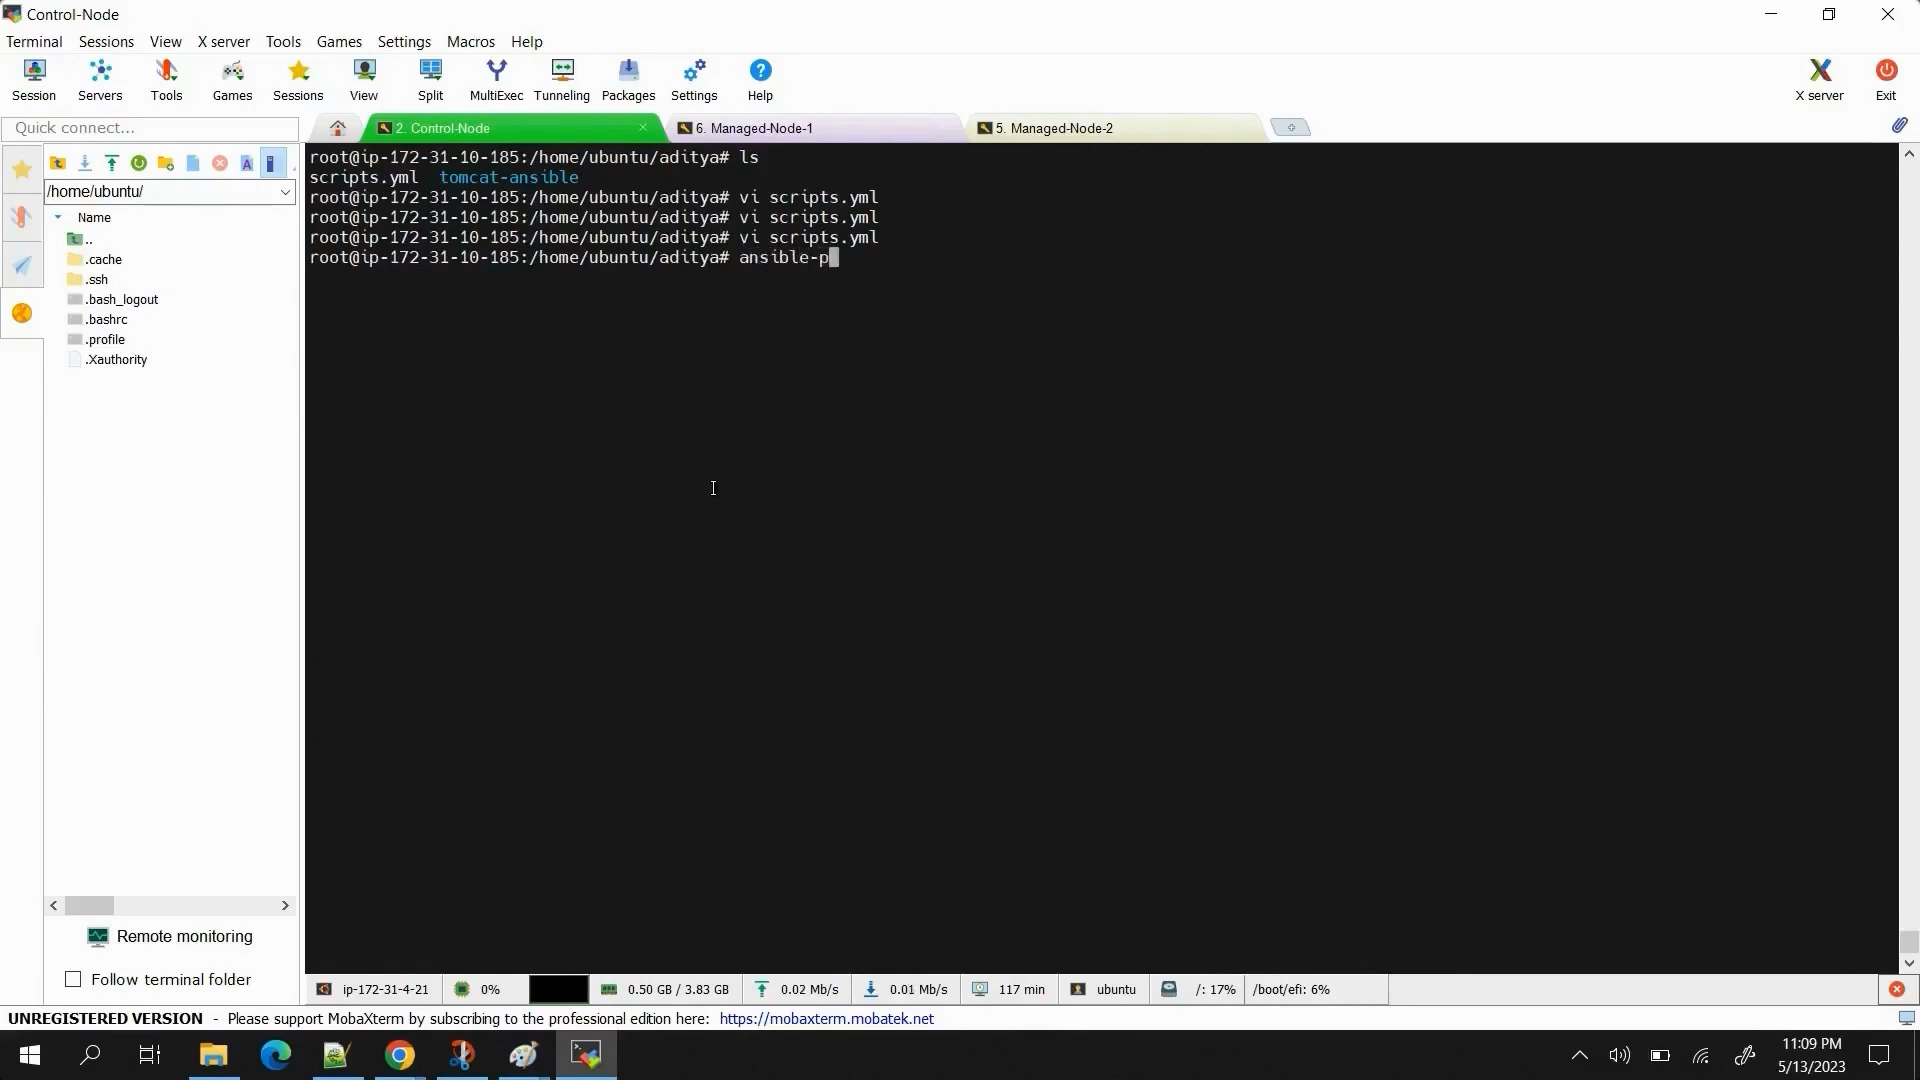 Control-Node
Terminal Sessions View X server Tools Games Settings Macros Help
Session Servers Tools Games Sessions View Split MultiExec Tunneling Packages Settings Help X server Exit
Quick connect...
2. Control-Node
6. Managed-Node-1
5. Managed-Node-2
/home/ubuntu/
Name
..
.cache
.ssh
.bash_logout
.bashrc
.profile
.Xauthority
Remote monitoring
Follow terminal folder
root@ip-172-31-10-185:/home/ubuntu/aditya# ls
scripts.yml tomcat-ansible
root@ip-172-31-10-185:/home/ubuntu/aditya# vi scripts.yml
root@ip-172-31-10-185:/home/ubuntu/aditya# vi scripts.yml
root@ip-172-31-10-185:/home/ubuntu/aditya# vi scripts.yml
root@ip-172-31-10-185:/home/ubuntu/aditya# ansible-p
ip-172-31-4-21 0% 0.50 GB / 3.83 GB 0.02 Mb/s 0.01 Mb/s 117 min ubuntu /: 17% /boot/efi: 6%
UNREGISTERED VERSION - Please support MobaXterm by subscribing to the professional edition here: https://mobaxterm.mobatek.net
11:09 PM
5/13/2023